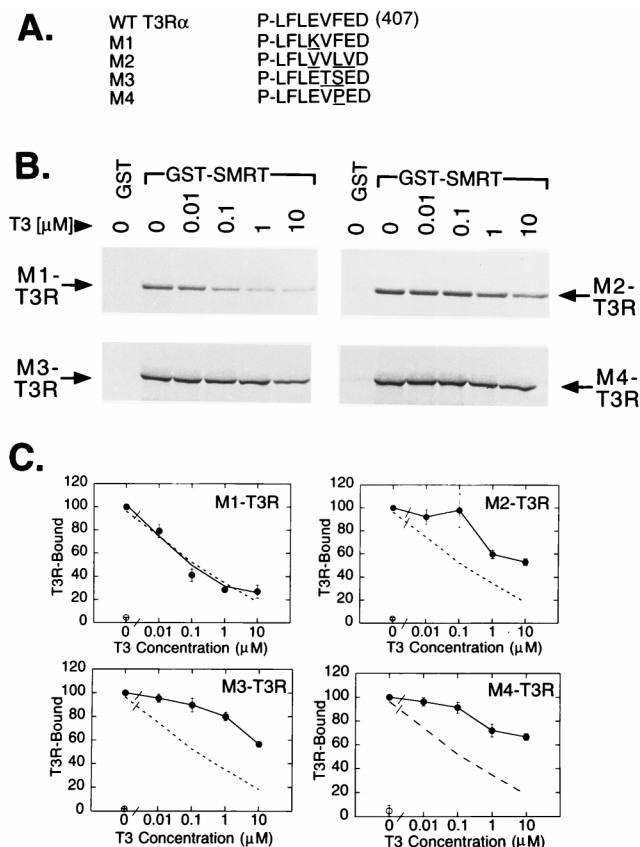 A.
WT T3Rα P-LFLEVFED (407)
M1 P-LFLKVFED
M2 P-LFLVVLVD
M3 P-LFLETSED
M4 P-LFLEVPED
B.
GST GST-SMRT GST GST-SMRT
T3 [µM] 0 0 0.01 0.1 1 10 0 0 0.01 0.1 1 10
M1-T3R M2-T3R
M3-T3R M4-T3R
C.
M1-T3R
T3R-Bound
120
100
80
60
40
20
0
0 0.01 0.1 1 10
T3 Concentration (µM)
M2-T3R
T3R-Bound
120
100
80
60
40
20
0
0 0.01 0.1 1 10
T3 Concentration (µM)
M3-T3R
T3R-Bound
120
100
80
60
40
20
0
0 0.01 0.1 1 10
T3 Concentration (µM)
M4-T3R
T3R-Bound
120
100
80
60
40
20
0
0 0.01 0.1 1 10
T3 Concentration (µM)